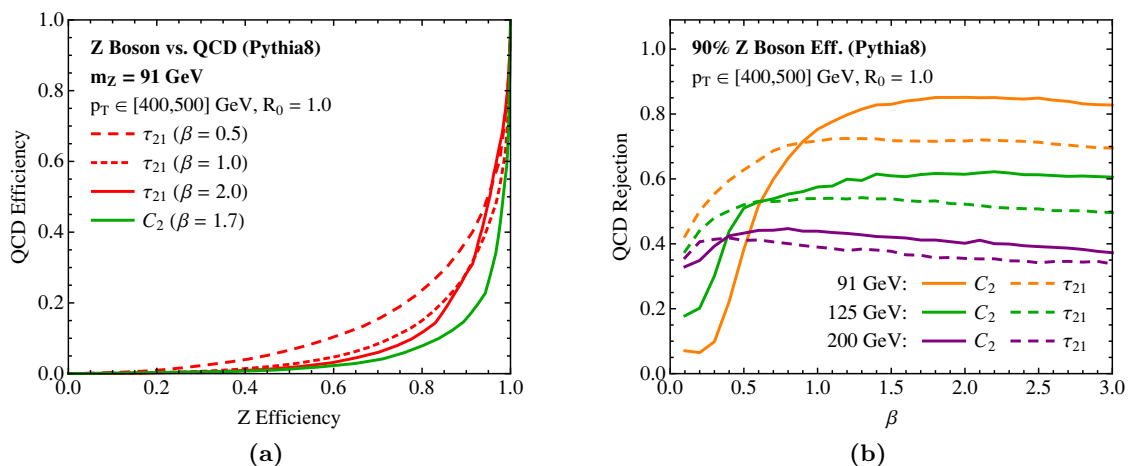 Z Boson vs. QCD (Pythia8)
m_Z = 91 GeV
p_T ∈ [400,500] GeV, R_0 = 1.0
τ_21 (β = 0.5)
τ_21 (β = 1.0)
τ_21 (β = 2.0)
C_2 (β = 1.7)
QCD Efficiency
1.0
0.8
0.6
0.4
0.2
0.0
0.0 0.2 0.4 0.6 0.8 1.0
Z Efficiency
(a)
90% Z Boson Eff. (Pythia8)
p_T ∈ [400,500] GeV, R_0 = 1.0
QCD Rejection
1.0
0.8
0.6
0.4
0.2
0.0
91 GeV: C_2 τ_21
125 GeV: C_2 τ_21
200 GeV: C_2 τ_21
0.0 0.5 1.0 1.5 2.0 2.5 3.0
β
(b)